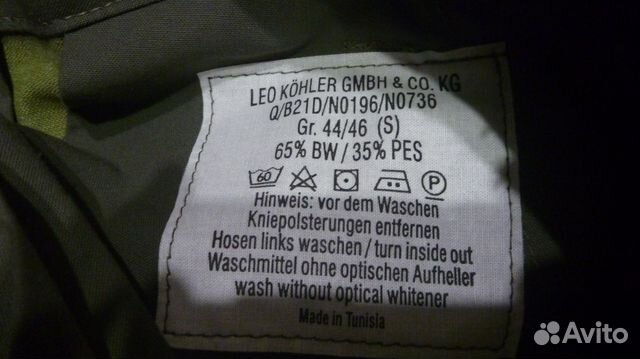 LEO KÖHLER GMBH & CO. KG
Q/B21D/N0196/N0736
Gr. 44/46 (S)
65% BW / 35% PES
60 P
Hinweis: vor dem Waschen
Kniepolsterungen entfernen
Hosen links waschen / turn inside out
Waschmittel ohne optischen Aufheller
wash without optical whitener
Made in Tunisia
Avito